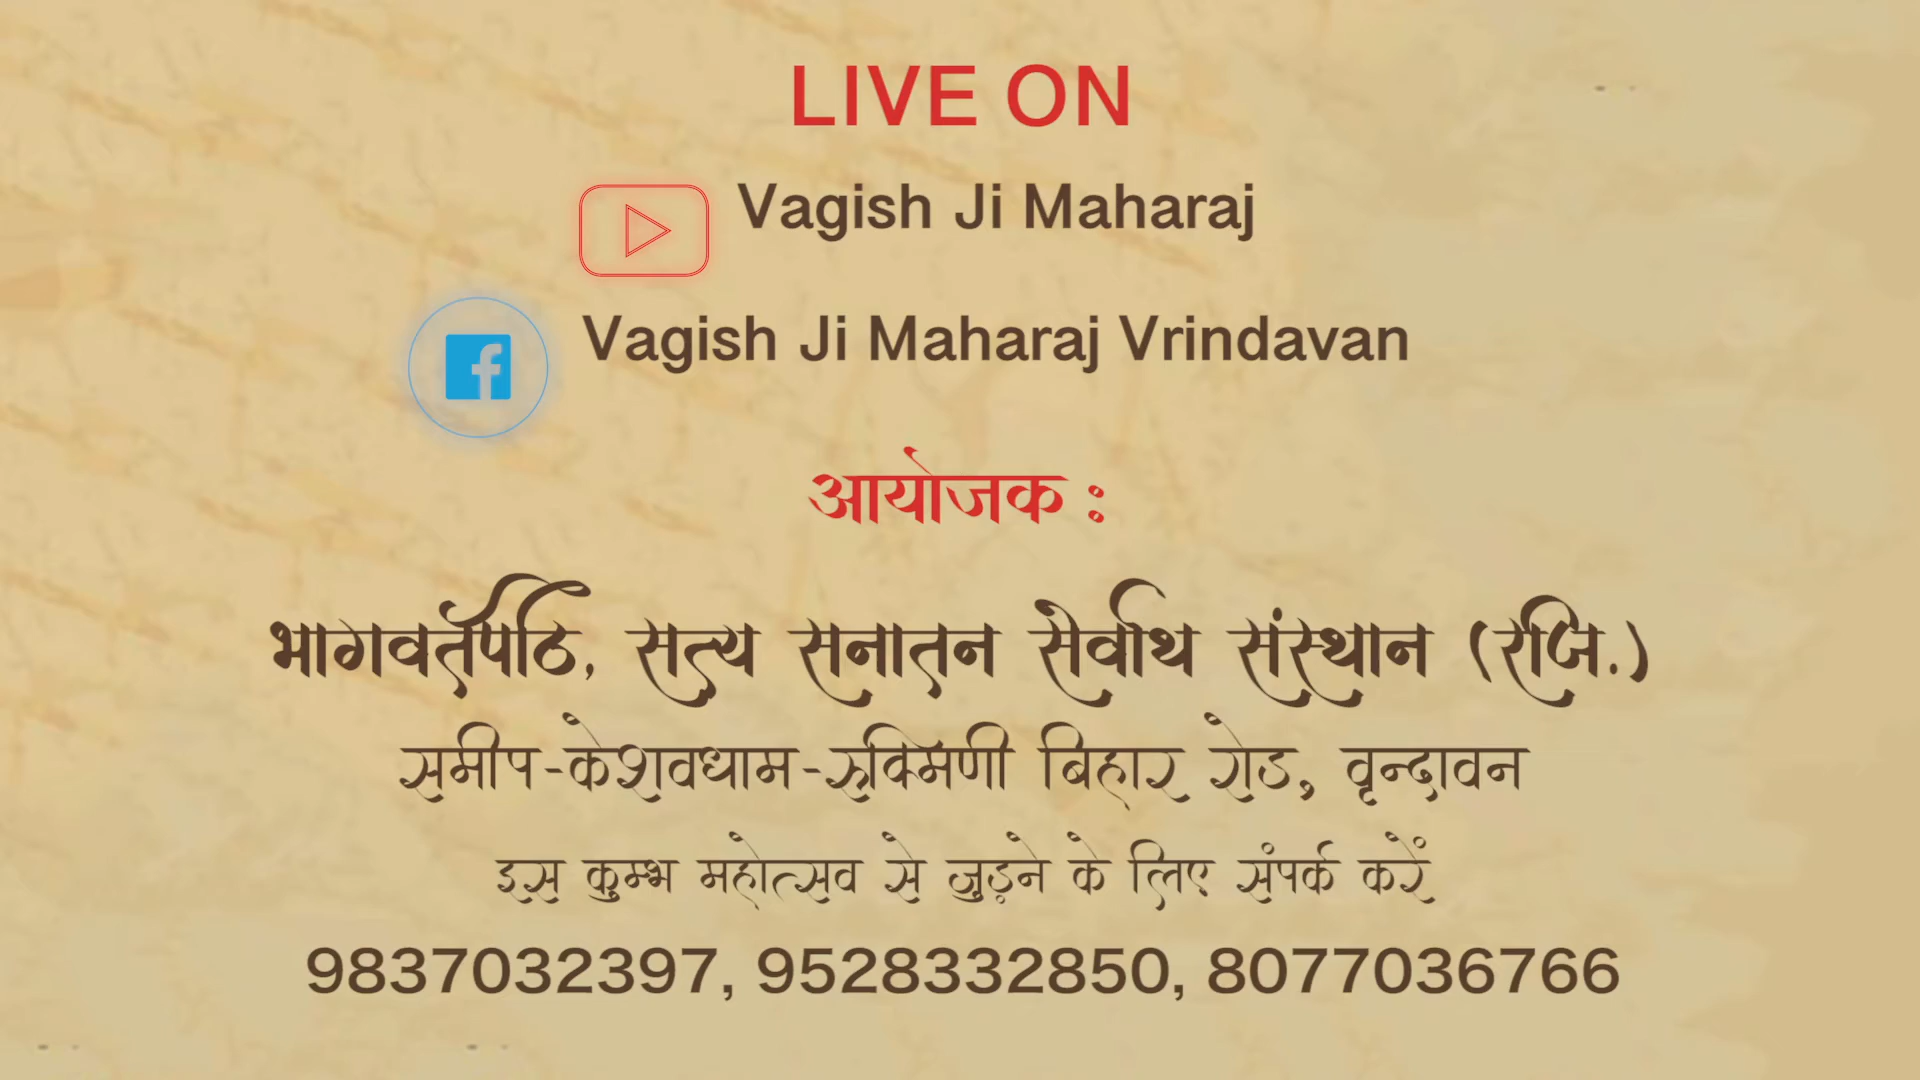 LIVE ON
Vagish Ji Maharaj
Vagish Ji Maharaj Vrindavan
आयोजक :
भागवतपीठ, सत्य सनातन सेवार्थ संस्थान (रजि.)
समीप-केशवधाम-रुक्मिणी बिहार रोड, वृन्दावन
इस कुम्भ महोत्सव से जुड़ने के लिए संपर्क करें
9837032397, 9528332850, 8077036766